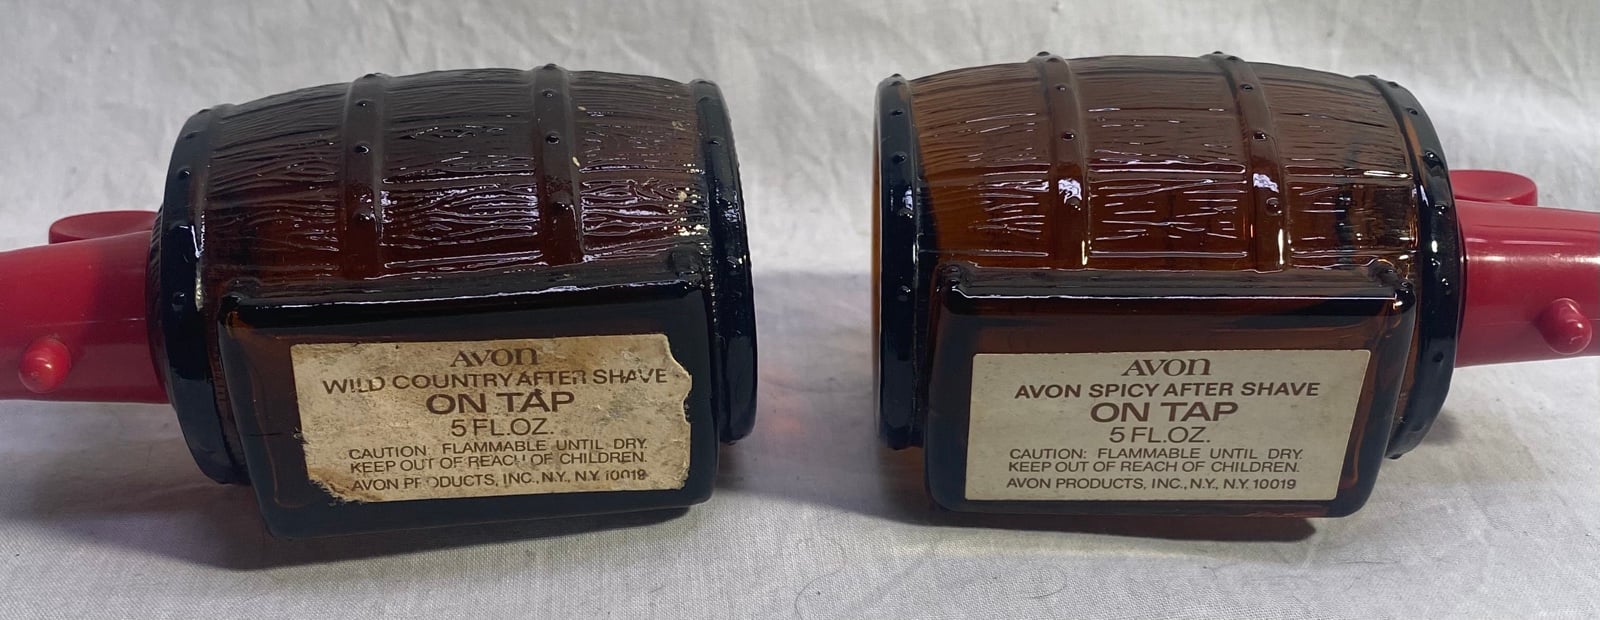 AVON
WILD COUNTRY AFTER SHAVE
ON TAP
5 FL.OZ.
CAUTION: FLAMMABLE UNTIL DRY.
KEEP OUT OF REACH OF CHILDREN.
AVON PRODUCTS, INC., N.Y., N.Y. 10019
AVON
AVON SPICY AFTER SHAVE
ON TAP
5 FL.OZ.
CAUTION: FLAMMABLE UNTIL DRY.
KEEP OUT OF REACH OF CHILDREN.
AVON PRODUCTS, INC., N.Y., N.Y. 10019